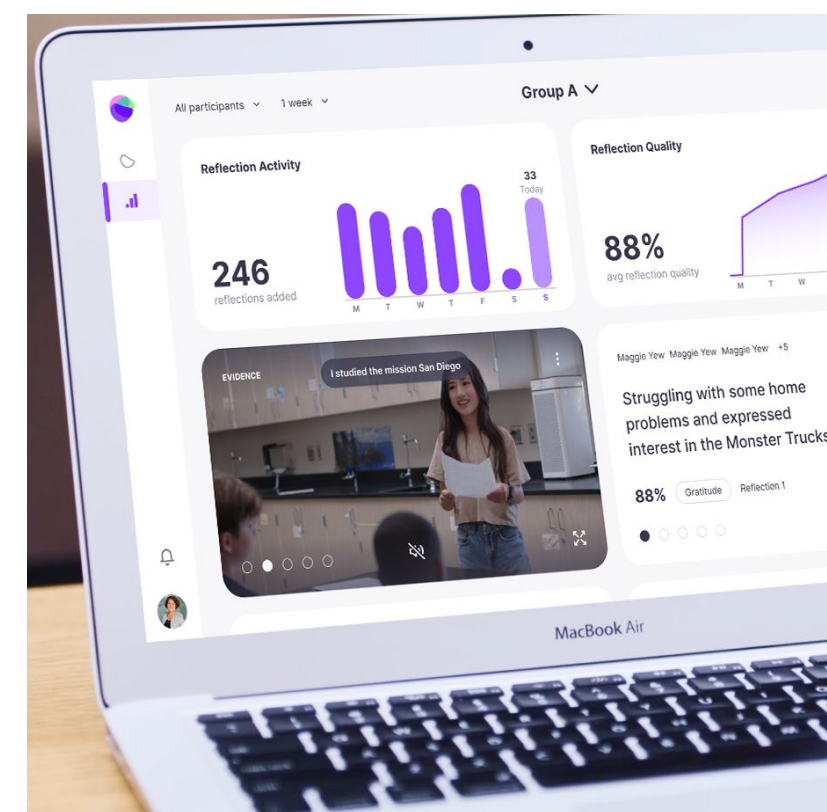 All participants 1 week
Group A
Reflection Activity
33
Today
246
reflections added
M T W T F S S
Reflection Quality
88%
avg reflection quality
M T W
EVIDENCE
I studied the mission San Diego
Maggie Yew Maggie Yew Maggie Yew +5
Struggling with some home
problems and expressed
interest in the Monster Trucks
88% Gratitude Reflection 1
MacBook Air